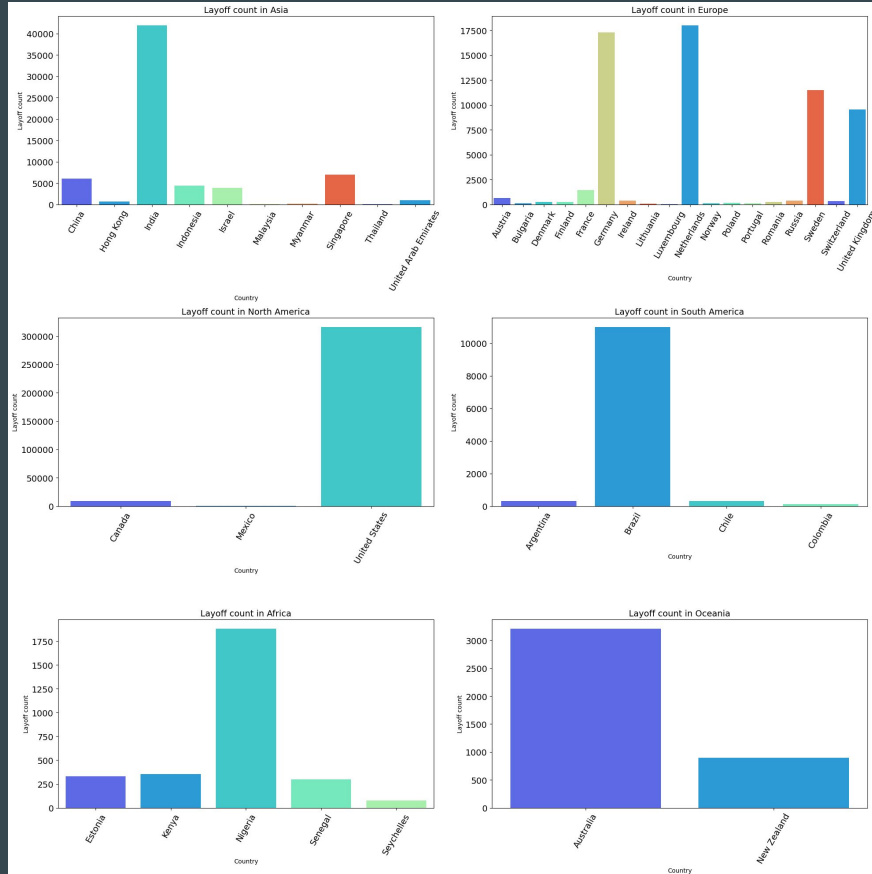 Layoff count in Asia
40000
35000
30000
25000
20000
15000
10000
5000
0
Layoff count
China
Hong Kong
India
Indonesia
Israel
Malaysia
Myanmar
Singapore
Thailand
United Arab Emirates
Country
Layoff count in Europe
17500
15000
12500
10000
7500
5000
2500
0
Layoff count
Austria
Bulgaria
Denmark
Finland
France
Germany
Ireland
Lithuania
Luxembourg
Netherlands
Norway
Poland
Portugal
Romania
Russia
Sweden
Switzerland
United Kingdom
Country
Layoff count in North America
300000
250000
200000
150000
100000
50000
0
Layoff count
Canada
Mexico
United States
Country
Layoff count in South America
10000
8000
6000
4000
2000
0
Layoff count
Argentina
Brazil
Chile
Colombia
Country
Layoff count in Africa
1750
1500
1250
1000
750
500
250
0
Layoff count
Estonia
Kenya
Nigeria
Senegal
Seychelles
Country
Layoff count in Oceania
3000
2500
2000
1500
1000
500
0
Layoff count
Australia
New Zealand
Country